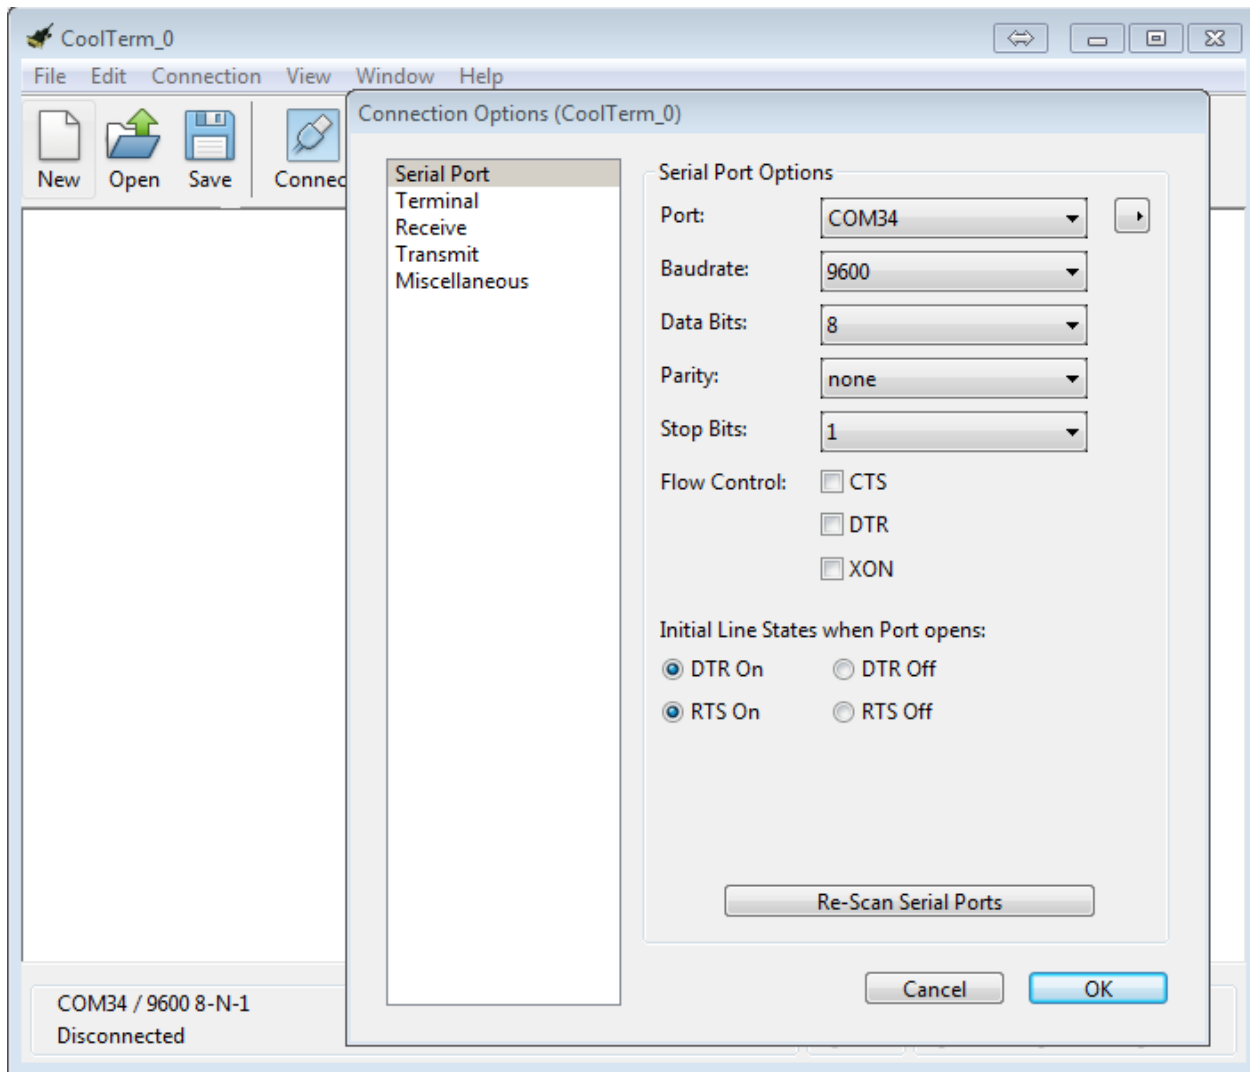 CoolTerm_0
File Edit Connection View Window Help
New Open Save Connec
Connection Options (CoolTerm_0)
Serial Port
Terminal
Receive
Transmit
Miscellaneous
Serial Port Options
Port: COM34
Baudrate: 9600
Data Bits: 8
Parity: none
Stop Bits: 1
Flow Control: CTS
DTR
XON
Initial Line States when Port opens:
DTR On DTR Off
RTS On RTS Off
Re-Scan Serial Ports
Cancel OK
COM34 / 9600 8-N-1
Disconnected